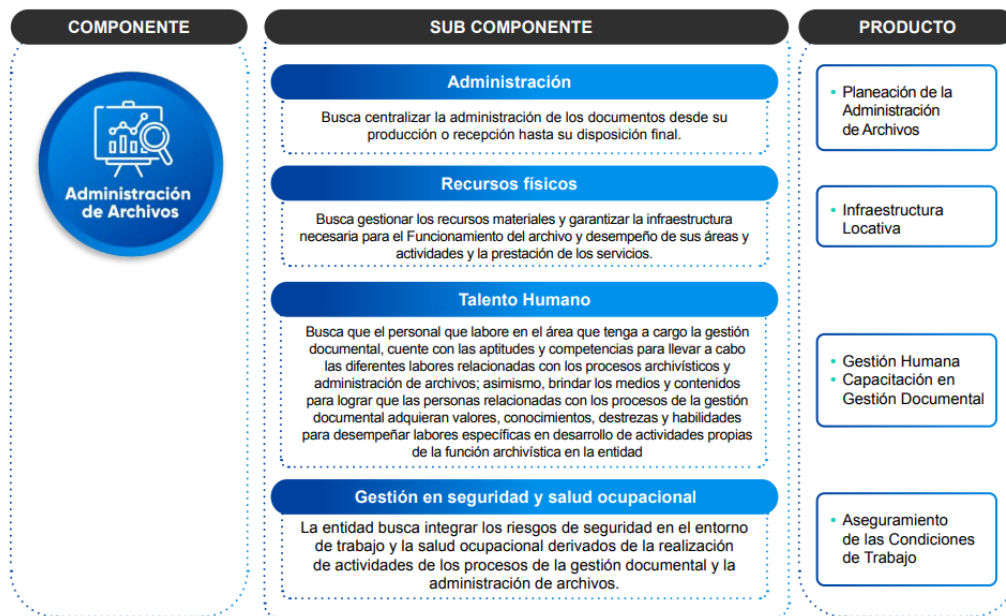 COMPONENTE
SUB COMPONENTE
PRODUCTO
Administración
de Archivos
Administración
Busca centralizar la administración de los documentos desde su
producción o recepción hasta su disposición final.
• Planeación de la
Administración
de Archivos
Recursos físicos
Busca gestionar los recursos materiales y garantizar la infraestructura
necesaria para el Funcionamiento del archivo y desempeño de sus áreas y
actividades y la prestación de los servicios.
• Infraestructura
Locativa
Talento Humano
Busca que el personal que labore en el área que tenga a cargo la gestión
documental, cuente con las aptitudes y competencias para llevar a cabo
las diferentes labores relacionadas con los procesos archivísticos y
administración de archivos; asimismo, brindar los medios y contenidos
para lograr que las personas relacionadas con los procesos de la gestión
documental adquieran valores, conocimientos, destrezas y habilidades
para desempeñar labores específicas en desarrollo de actividades propias
de la función archivística en la entidad
• Gestión Humana
• Capacitación en
Gestión Documental
Gestión en seguridad y salud ocupacional
La entidad busca integrar los riesgos de seguridad en el entorno
de trabajo y la salud ocupacional derivados de la realización
de actividades de los procesos de la gestión documental y la
administración de archivos.
• Aseguramiento
de las Condiciones
de Trabajo